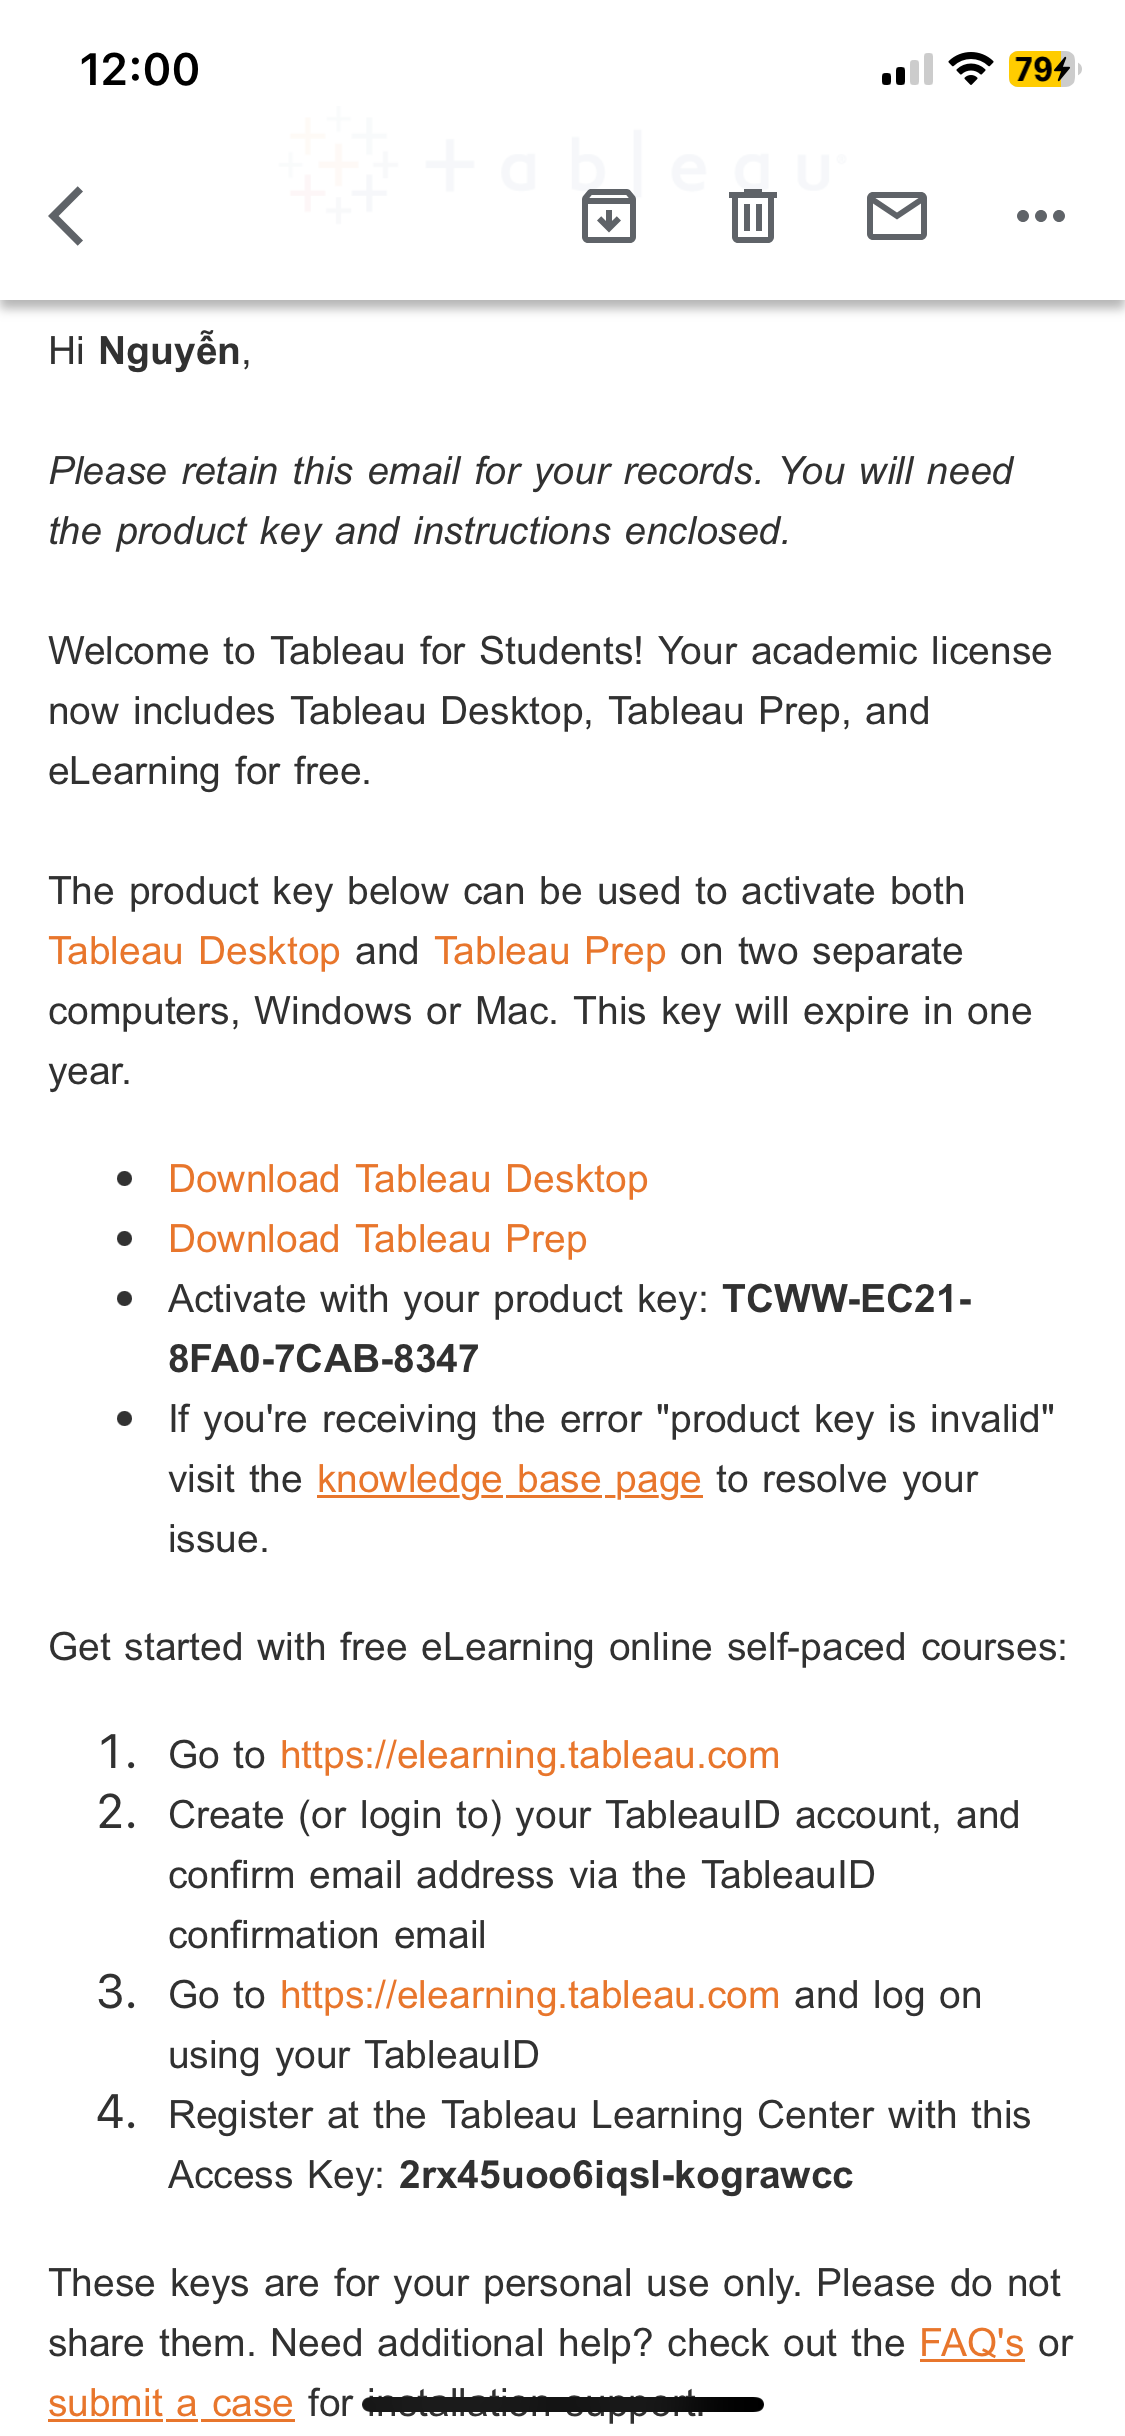 12:00
79
tableau
Hi Nguyễn,
Please retain this email for your records. You will need
the product key and instructions enclosed.
Welcome to Tableau for Students! Your academic license
now includes Tableau Desktop, Tableau Prep, and
eLearning for free.
The product key below can be used to activate both
Tableau Desktop and Tableau Prep on two separate
computers, Windows or Mac. This key will expire in one
year.
• Download Tableau Desktop
• Download Tableau Prep
• Activate with your product key: TCWW-EC21-
8FA0-7CAB-8347
• If you're receiving the error "product key is invalid"
visit the knowledge base page to resolve your
issue.
Get started with free eLearning online self-paced courses:
1. Go to https://elearning.tableau.com
2. Create (or login to) your TableauID account, and
confirm email address via the TableauID
confirmation email
3. Go to https://elearning.tableau.com and log on
using your TableauID
4. Register at the Tableau Learning Center with this
Access Key: 2rx45uoo6iqsl-kograwcc
These keys are for your personal use only. Please do not
share them. Need additional help? check out the FAQ's or
submit a case for installation support.